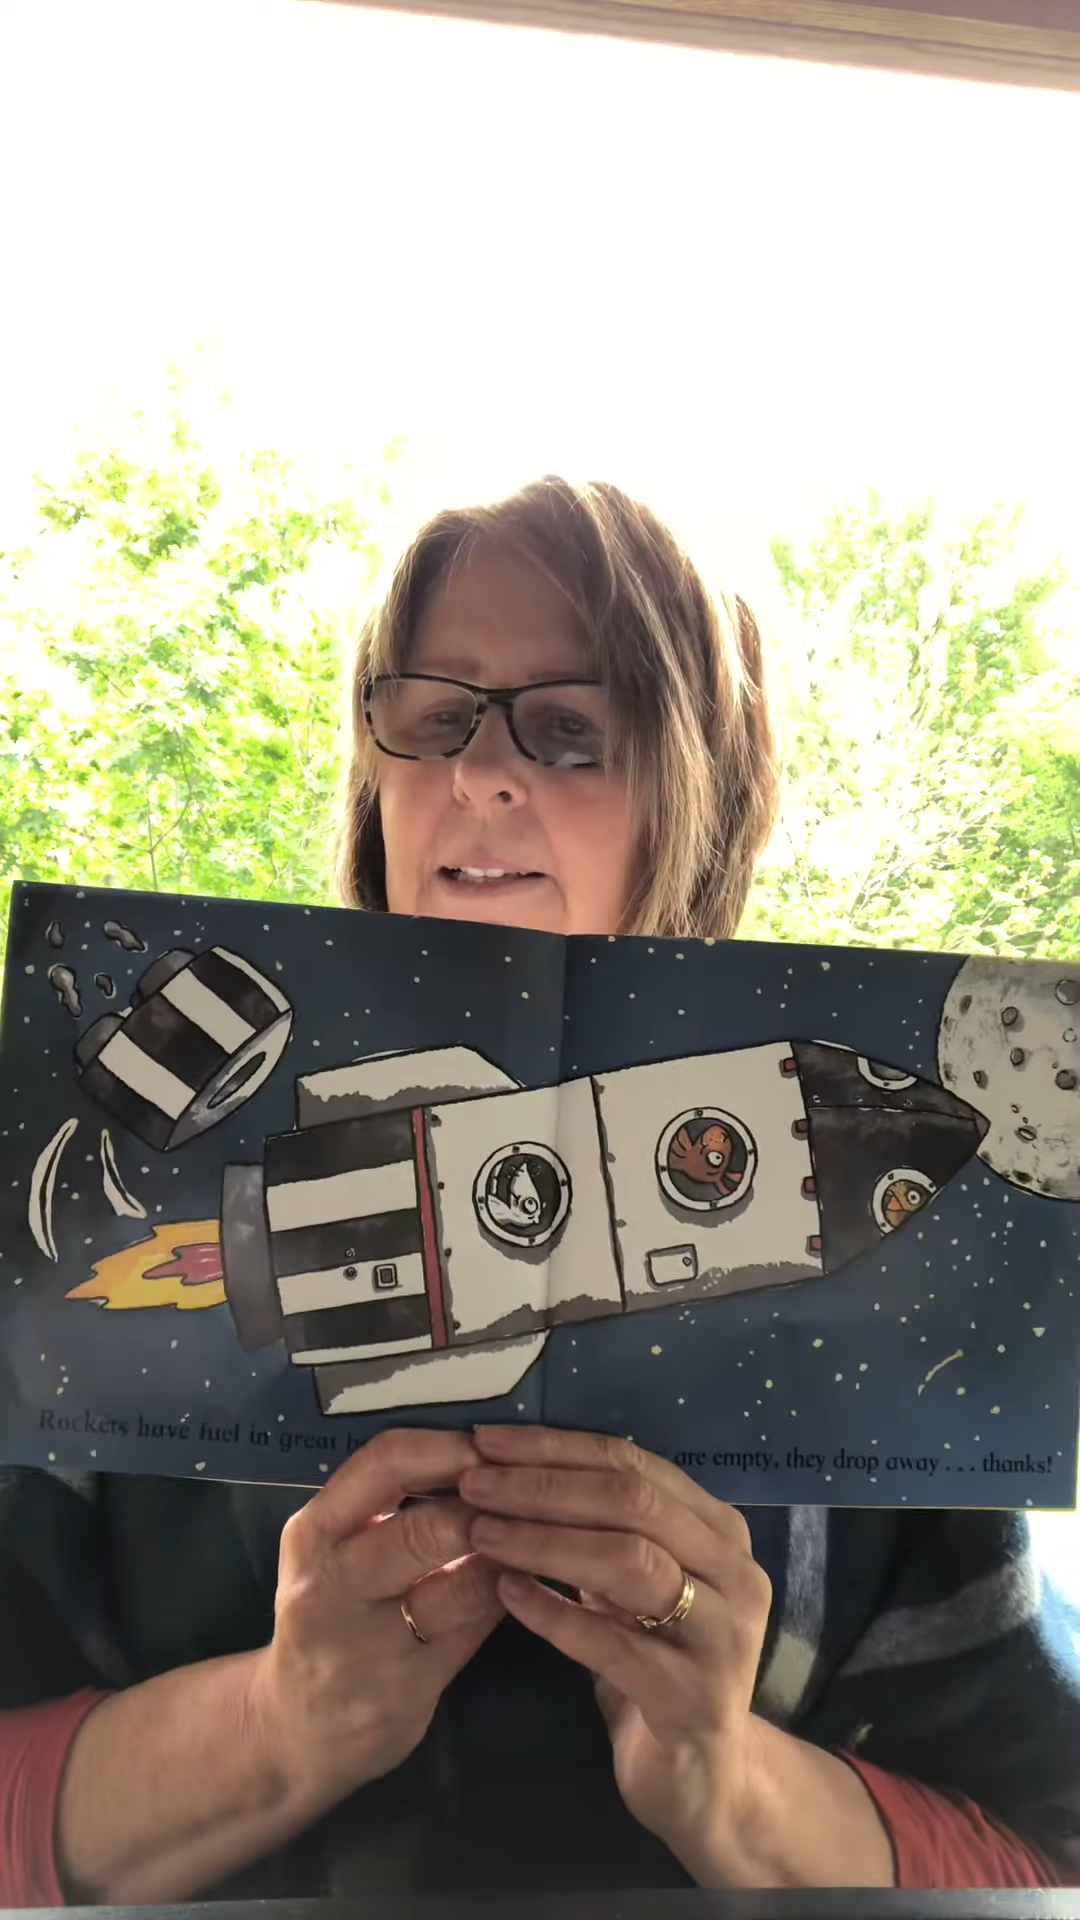 Rockets have fuel in great
are empty, they drop away . . . thanks!